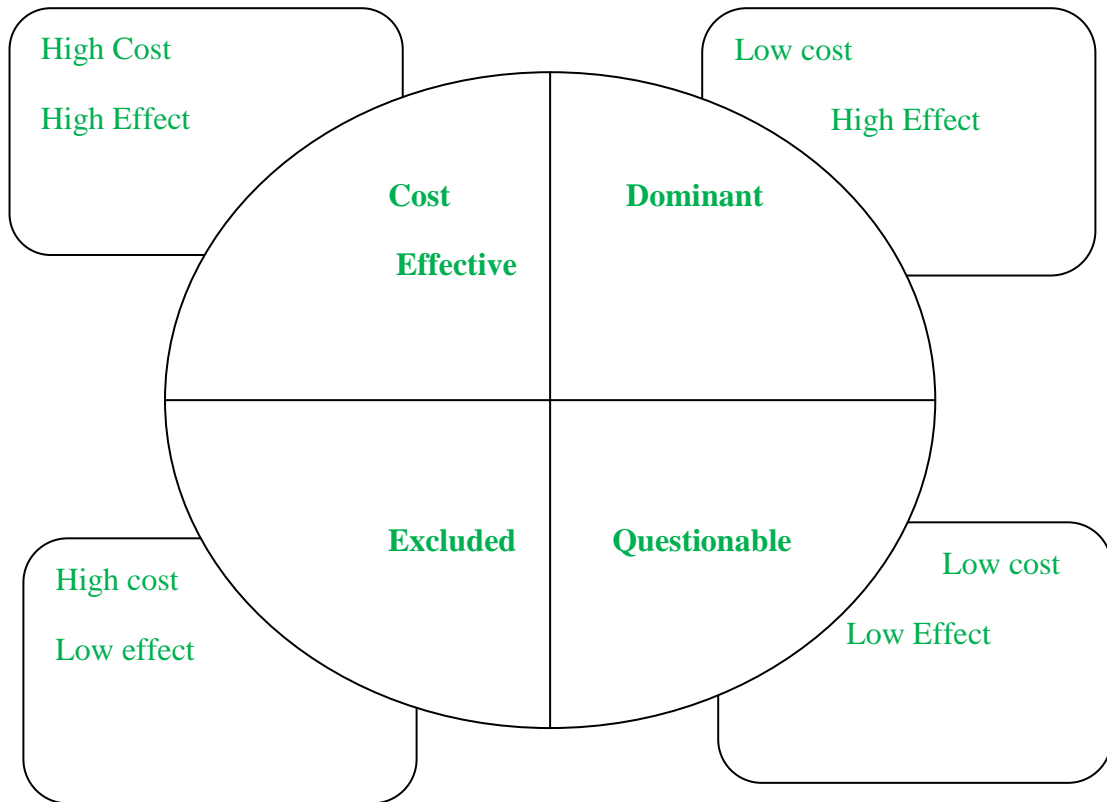 High Cost
High Effect
Low cost
High Effect
Cost
Effective
Dominant
Excluded
Questionable
High cost
Low effect
Low cost
Low Effect